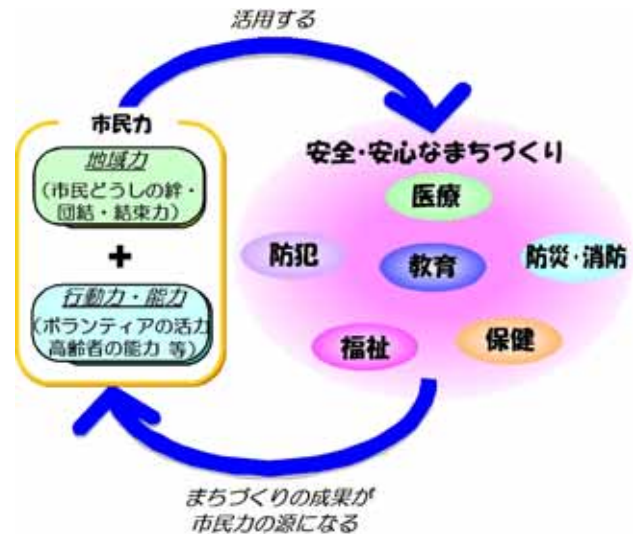 活用する
市民力
地域力
(市民どうしの絆・
団結・結束力)
+
行動力・能力
(ボランティアの活力
高齢者の能力 等)
安全・安心なまちづくり
医療
防犯
教育
防災・消防
福祉
保健
まちづくりの成果が
市民力の源になる